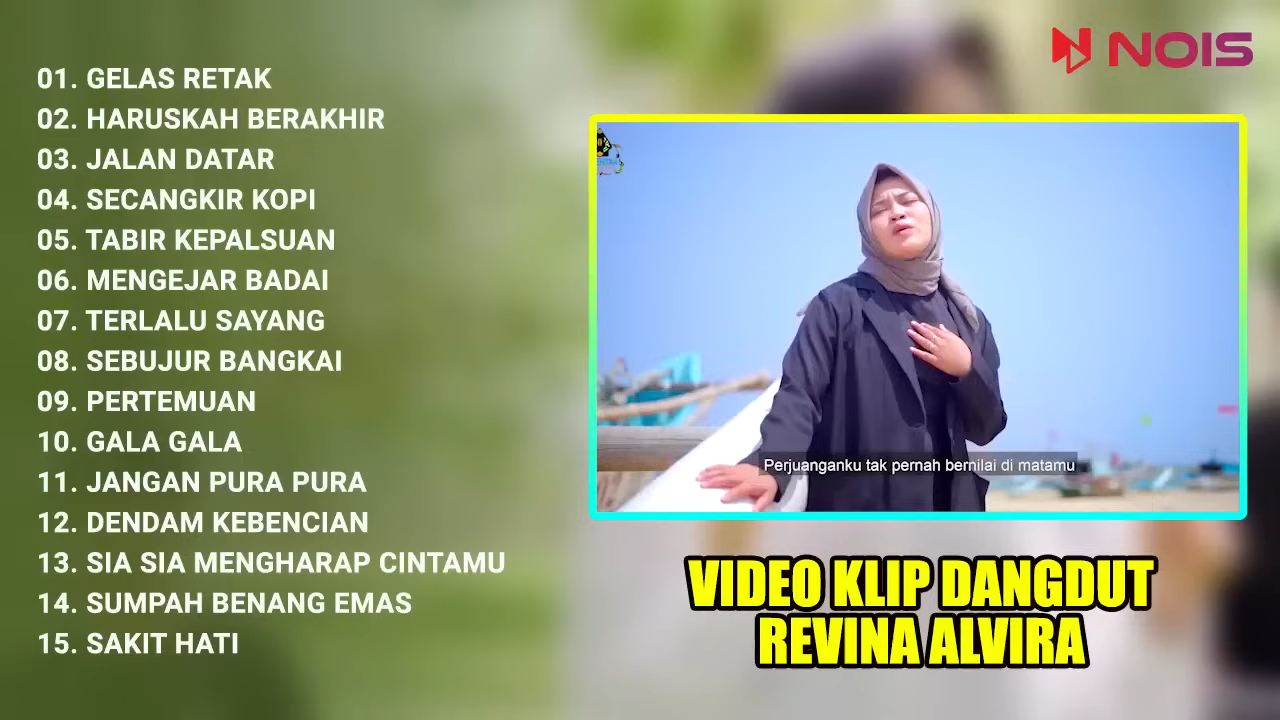 01. GELAS RETAK
02. HARUSKAH BERAKHIR
03. JALAN DATAR
04. SECANGKIR KOPI
05. TABIR KEPALSUAN
06. MENGEJAR BADAI
07. TERLALU SAYANG
08. SEBUJUR BANGKAI
09. PERTEMUAN
10. GALA GALA
11. JANGAN PURA PURA
12. DENDAM KEBENCIAN
13. SIA SIA MENGHARAP CINTAMU
14. SUMPAH BENANG EMAS
15. SAKIT HATI
NOIS
Perjuanganku tak pernah bernilai di matamu
VIDEO KLIP DANGDUT
REVINA ALVIRA